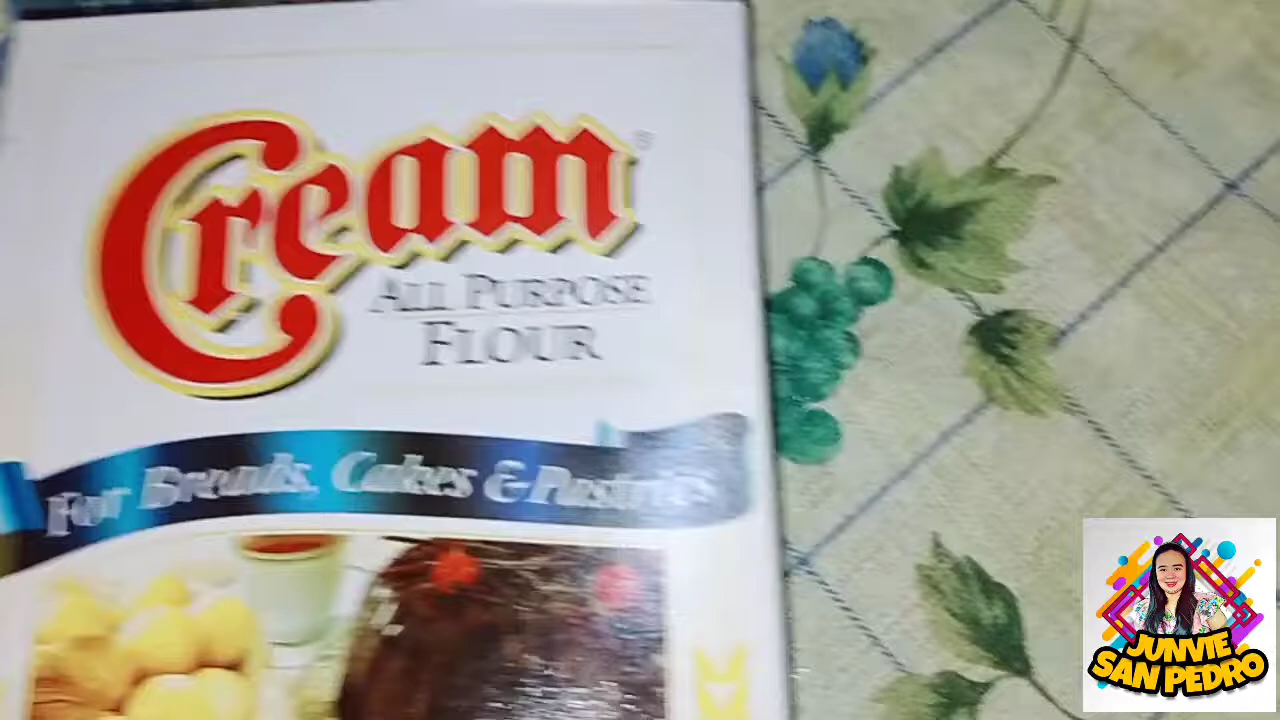 Cream®
ALL PURPOSE
FLOUR
For Breads, Cakes & Pastries
JUNVIE
SAN PEDRO